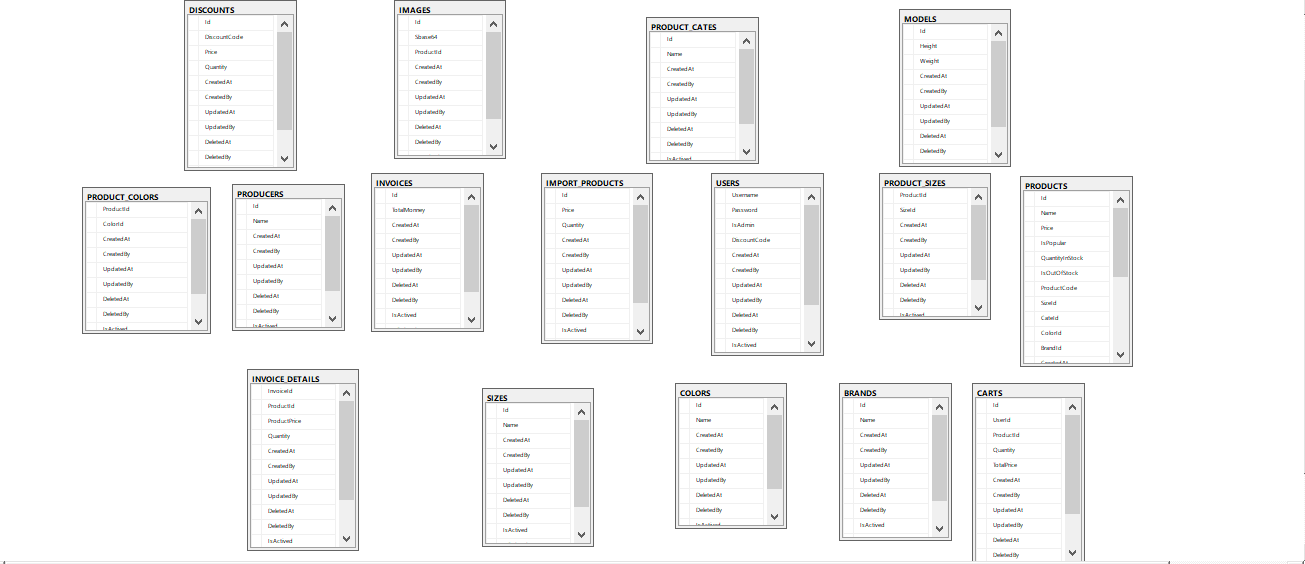 DISCOUNTS
Id
DiscountCode
Price
Quantity
CreatedAt
CreatedBy
UpdatedAt
UpdatedBy
DeletedAt
DeletedBy
IMAGES
Id
Sbase64
ProductId
CreatedAt
CreatedBy
UpdatedAt
UpdatedBy
DeletedAt
DeletedBy
PRODUCT_CATES
Id
Name
CreatedAt
CreatedBy
UpdatedAt
UpdatedBy
DeletedAt
DeletedBy
IsActived
MODELS
Id
Height
Weight
CreatedAt
CreatedBy
UpdatedAt
UpdatedBy
DeletedAt
DeletedBy
PRODUCT_COLORS
ProductId
ColorId
CreatedAt
CreatedBy
UpdatedAt
UpdatedBy
DeletedAt
DeletedBy
IsActived
PRODUCERS
Id
Name
CreatedAt
CreatedBy
UpdatedAt
UpdatedBy
DeletedAt
DeletedBy
IsActived
INVOICES
Id
TotalMonney
CreatedAt
CreatedBy
UpdatedAt
UpdatedBy
DeletedAt
DeletedBy
IsActived
IMPORT_PRODUCTS
Id
Price
Quantity
CreatedAt
CreatedBy
UpdatedAt
UpdatedBy
DeletedAt
DeletedBy
IsActived
USERS
Username
Password
IsAdmin
DiscountCode
CreatedAt
CreatedBy
UpdatedAt
UpdatedBy
DeletedAt
DeletedBy
IsActived
PRODUCT_SIZES
ProductId
SizeId
CreatedAt
CreatedBy
UpdatedAt
UpdatedBy
DeletedAt
DeletedBy
IsActived
PRODUCTS
Id
Name
Price
IsPopular
QuantityInStock
IsOutOfStock
ProductCode
SizeId
CateId
ColorId
BrandId
CreatedAt
INVOICE_DETAILS
InvoiceId
ProductId
ProductPrice
Quantity
CreatedAt
CreatedBy
UpdatedAt
UpdatedBy
DeletedAt
DeletedBy
IsActived
SIZES
Id
Name
CreatedAt
CreatedBy
UpdatedAt
UpdatedBy
DeletedAt
DeletedBy
IsActived
COLORS
Id
Name
CreatedAt
CreatedBy
UpdatedAt
UpdatedBy
DeletedAt
DeletedBy
IsActived
BRANDS
Id
Name
CreatedAt
CreatedBy
UpdatedAt
UpdatedBy
DeletedAt
DeletedBy
IsActived
CARTS
Id
UserId
ProductId
Quantity
TotalPrice
CreatedAt
CreatedBy
UpdatedAt
UpdatedBy
DeletedAt
DeletedBy